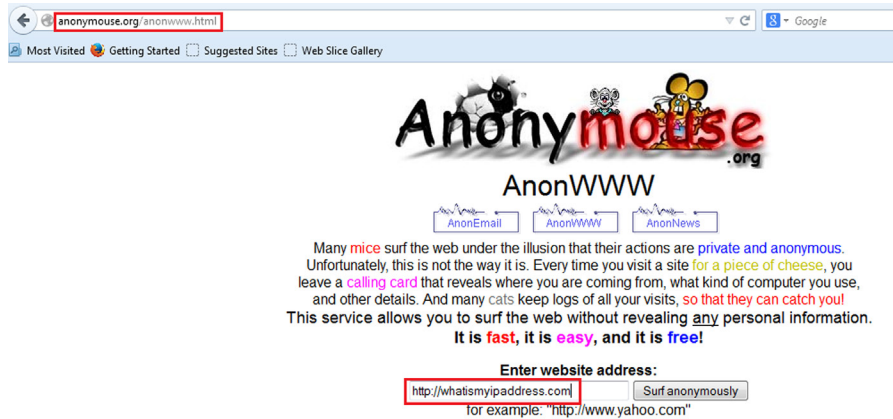 anonymouse.org/anonwww.html
Google
Most Visited Getting Started Suggested Sites Web Slice Gallery
Anonymouse
.org
AnonWWW
AnonEmail AnonWWW AnonNews
Many mice surf the web under the illusion that their actions are private and anonymous.
Unfortunately, this is not the way it is. Every time you visit a site for a piece of cheese, you
leave a calling card that reveals where you are coming from, what kind of computer you use,
and other details. And many cats keep logs of all your visits, so that they can catch you!
This service allows you to surf the web without revealing any personal information.
It is fast, it is easy, and it is free!
Enter website address:
http://whatismyipaddress.com Surf anonymously
for example: "http://www.yahoo.com"